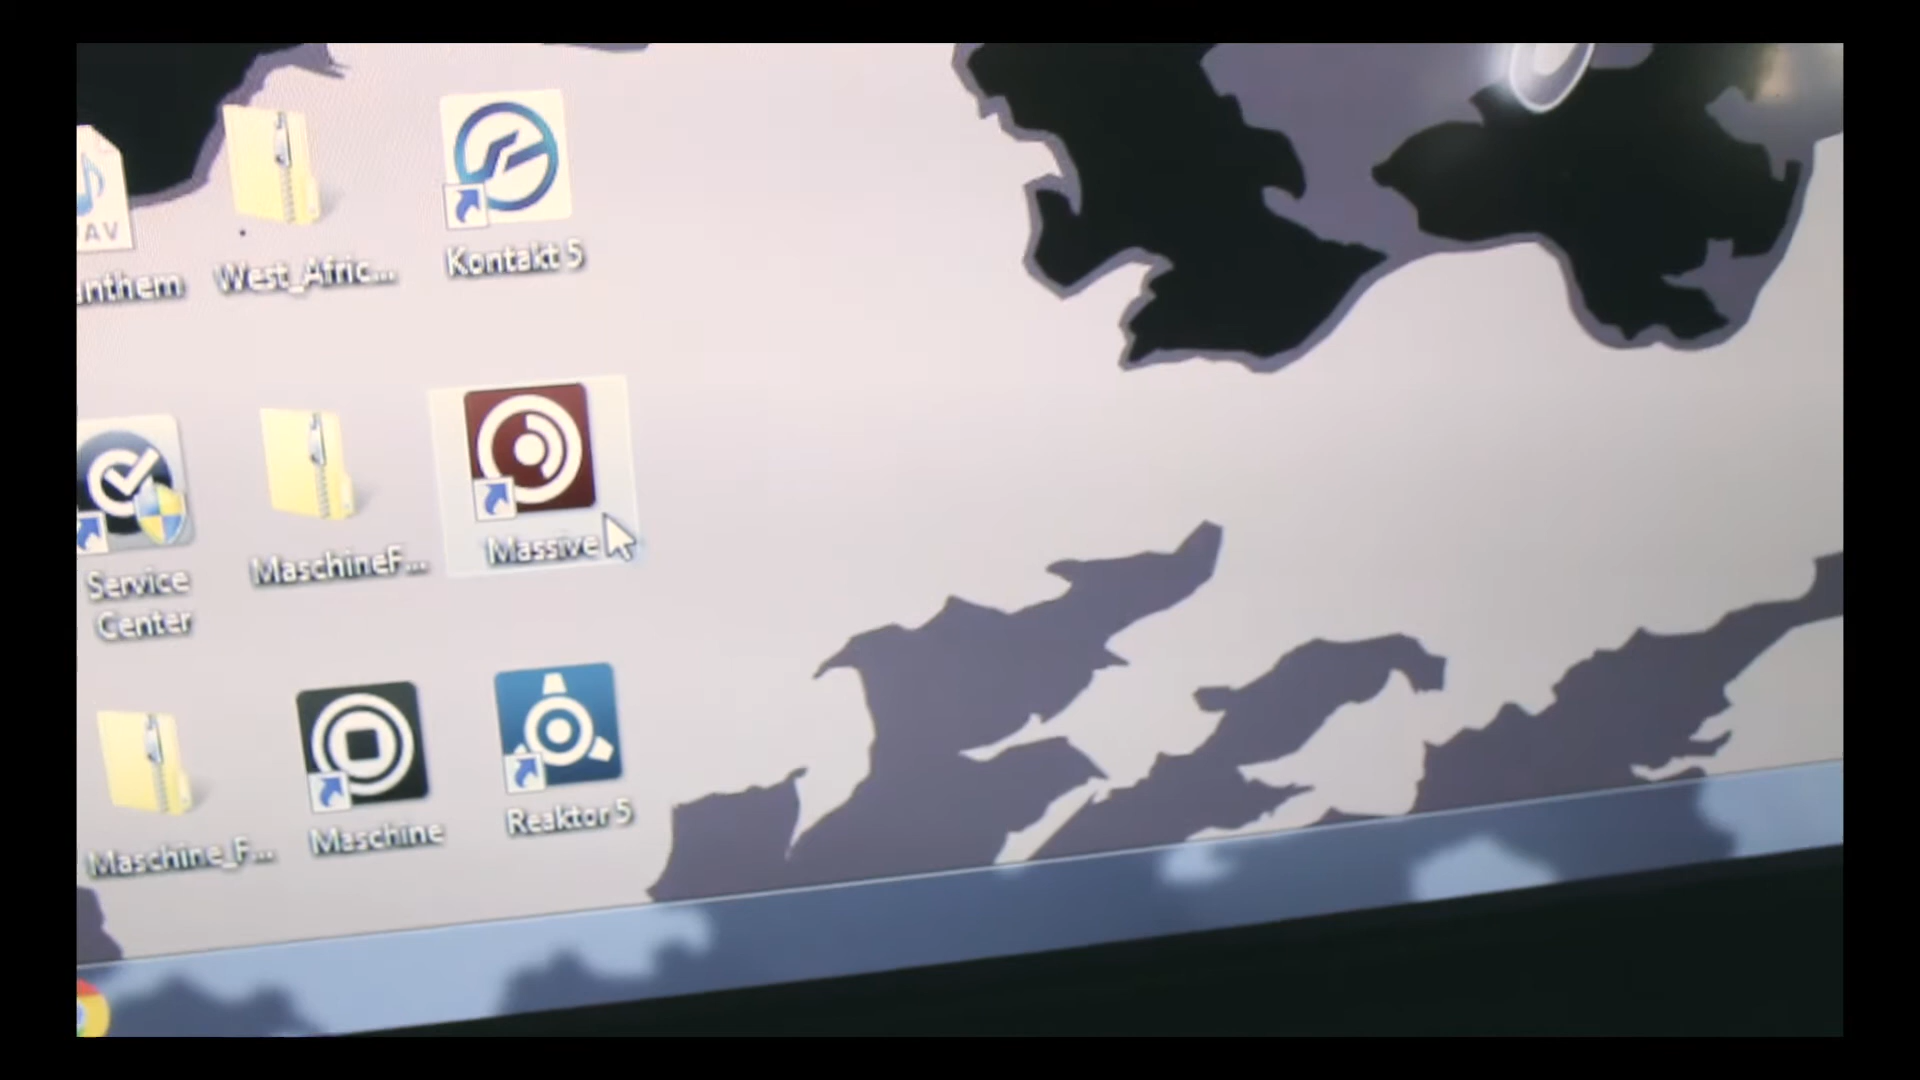 AV
nthem
West_Afric...
Kontakt 5
Service
Center
MaschineF...
Massive
Maschine_F...
Maschine
Reaktor 5